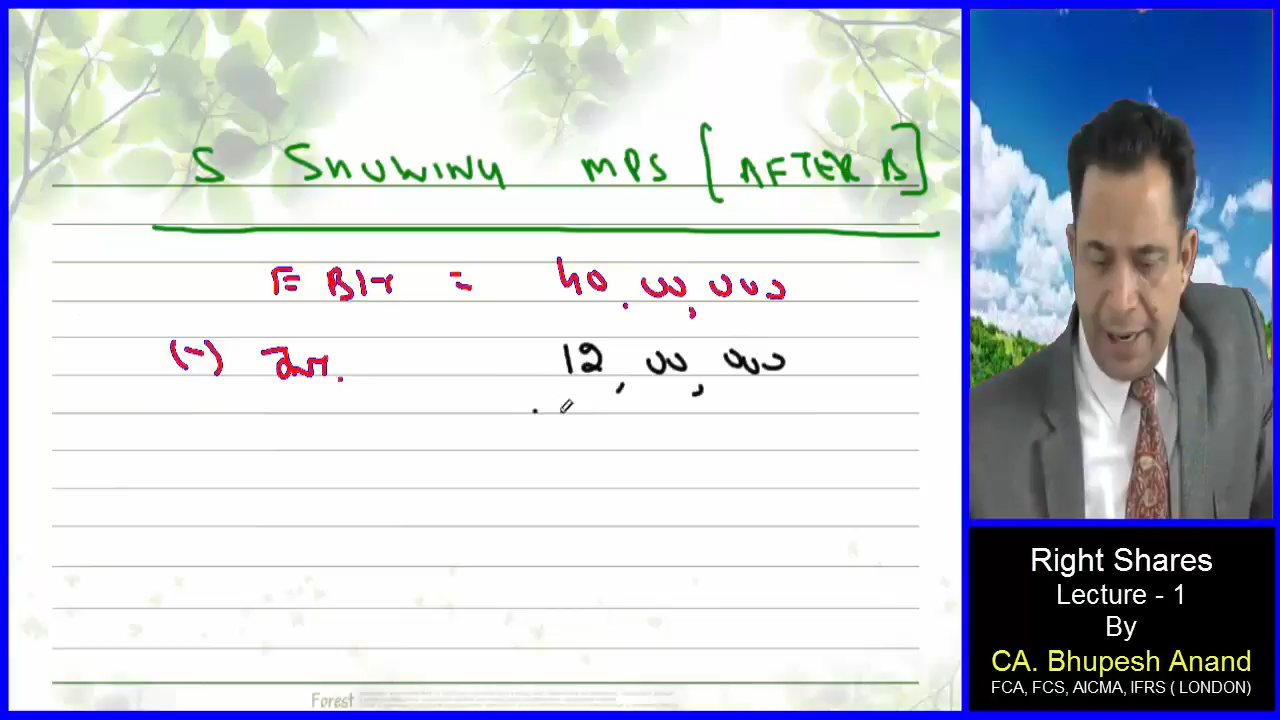 S SHOWING MPS [AFTER B]
EBIT = 40,00,000
(-) Int. 12,00,000
Forest
Right Shares
Lecture - 1
By
CA. Bhupesh Anand
FCA, FCS, AICMA, IFRS ( LONDON)